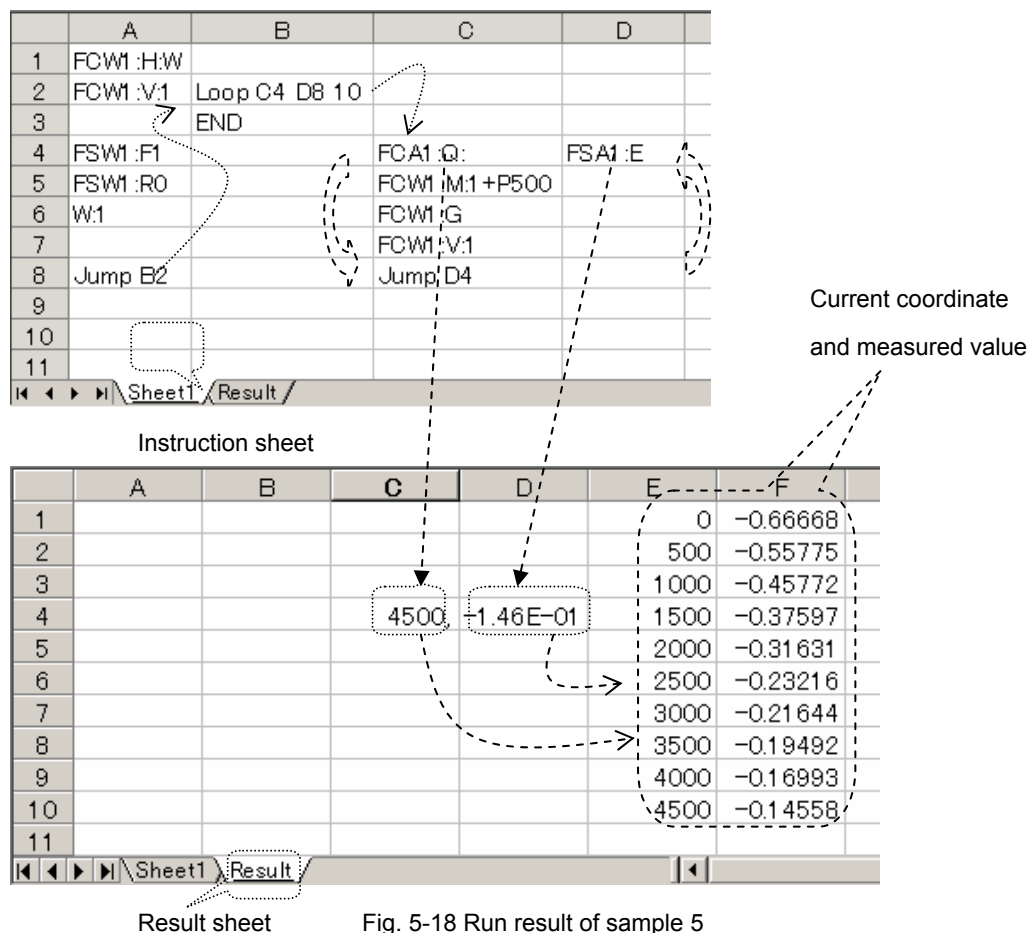 A B C D
1 FCW1:H:W
2 FCW1:V:1 Loop C4 D8 10
3 END
4 FSW1:F1 FCA1:Q: FSA1:E
5 FSW1:R0 FCW1:M:1+P500
6 W:1 FCW1:G
7 FCW1:V:1
8 Jump B2 Jump D4
9
10
11
Sheet1 Result
Current coordinate
and measured value
Instruction sheet
A B C D E F
1 0 -0.66668
2 500 -0.55775
3 1000 -0.45772
4 4500, -1.46E-01 1500 -0.37597
5 2000 -0.31631
6 2500 -0.23216
7 3000 -0.21644
8 3500 -0.19492
9 4000 -0.16993
10 4500 -0.14558
11
Sheet1 Result
Result sheet Fig. 5-18 Run result of sample 5